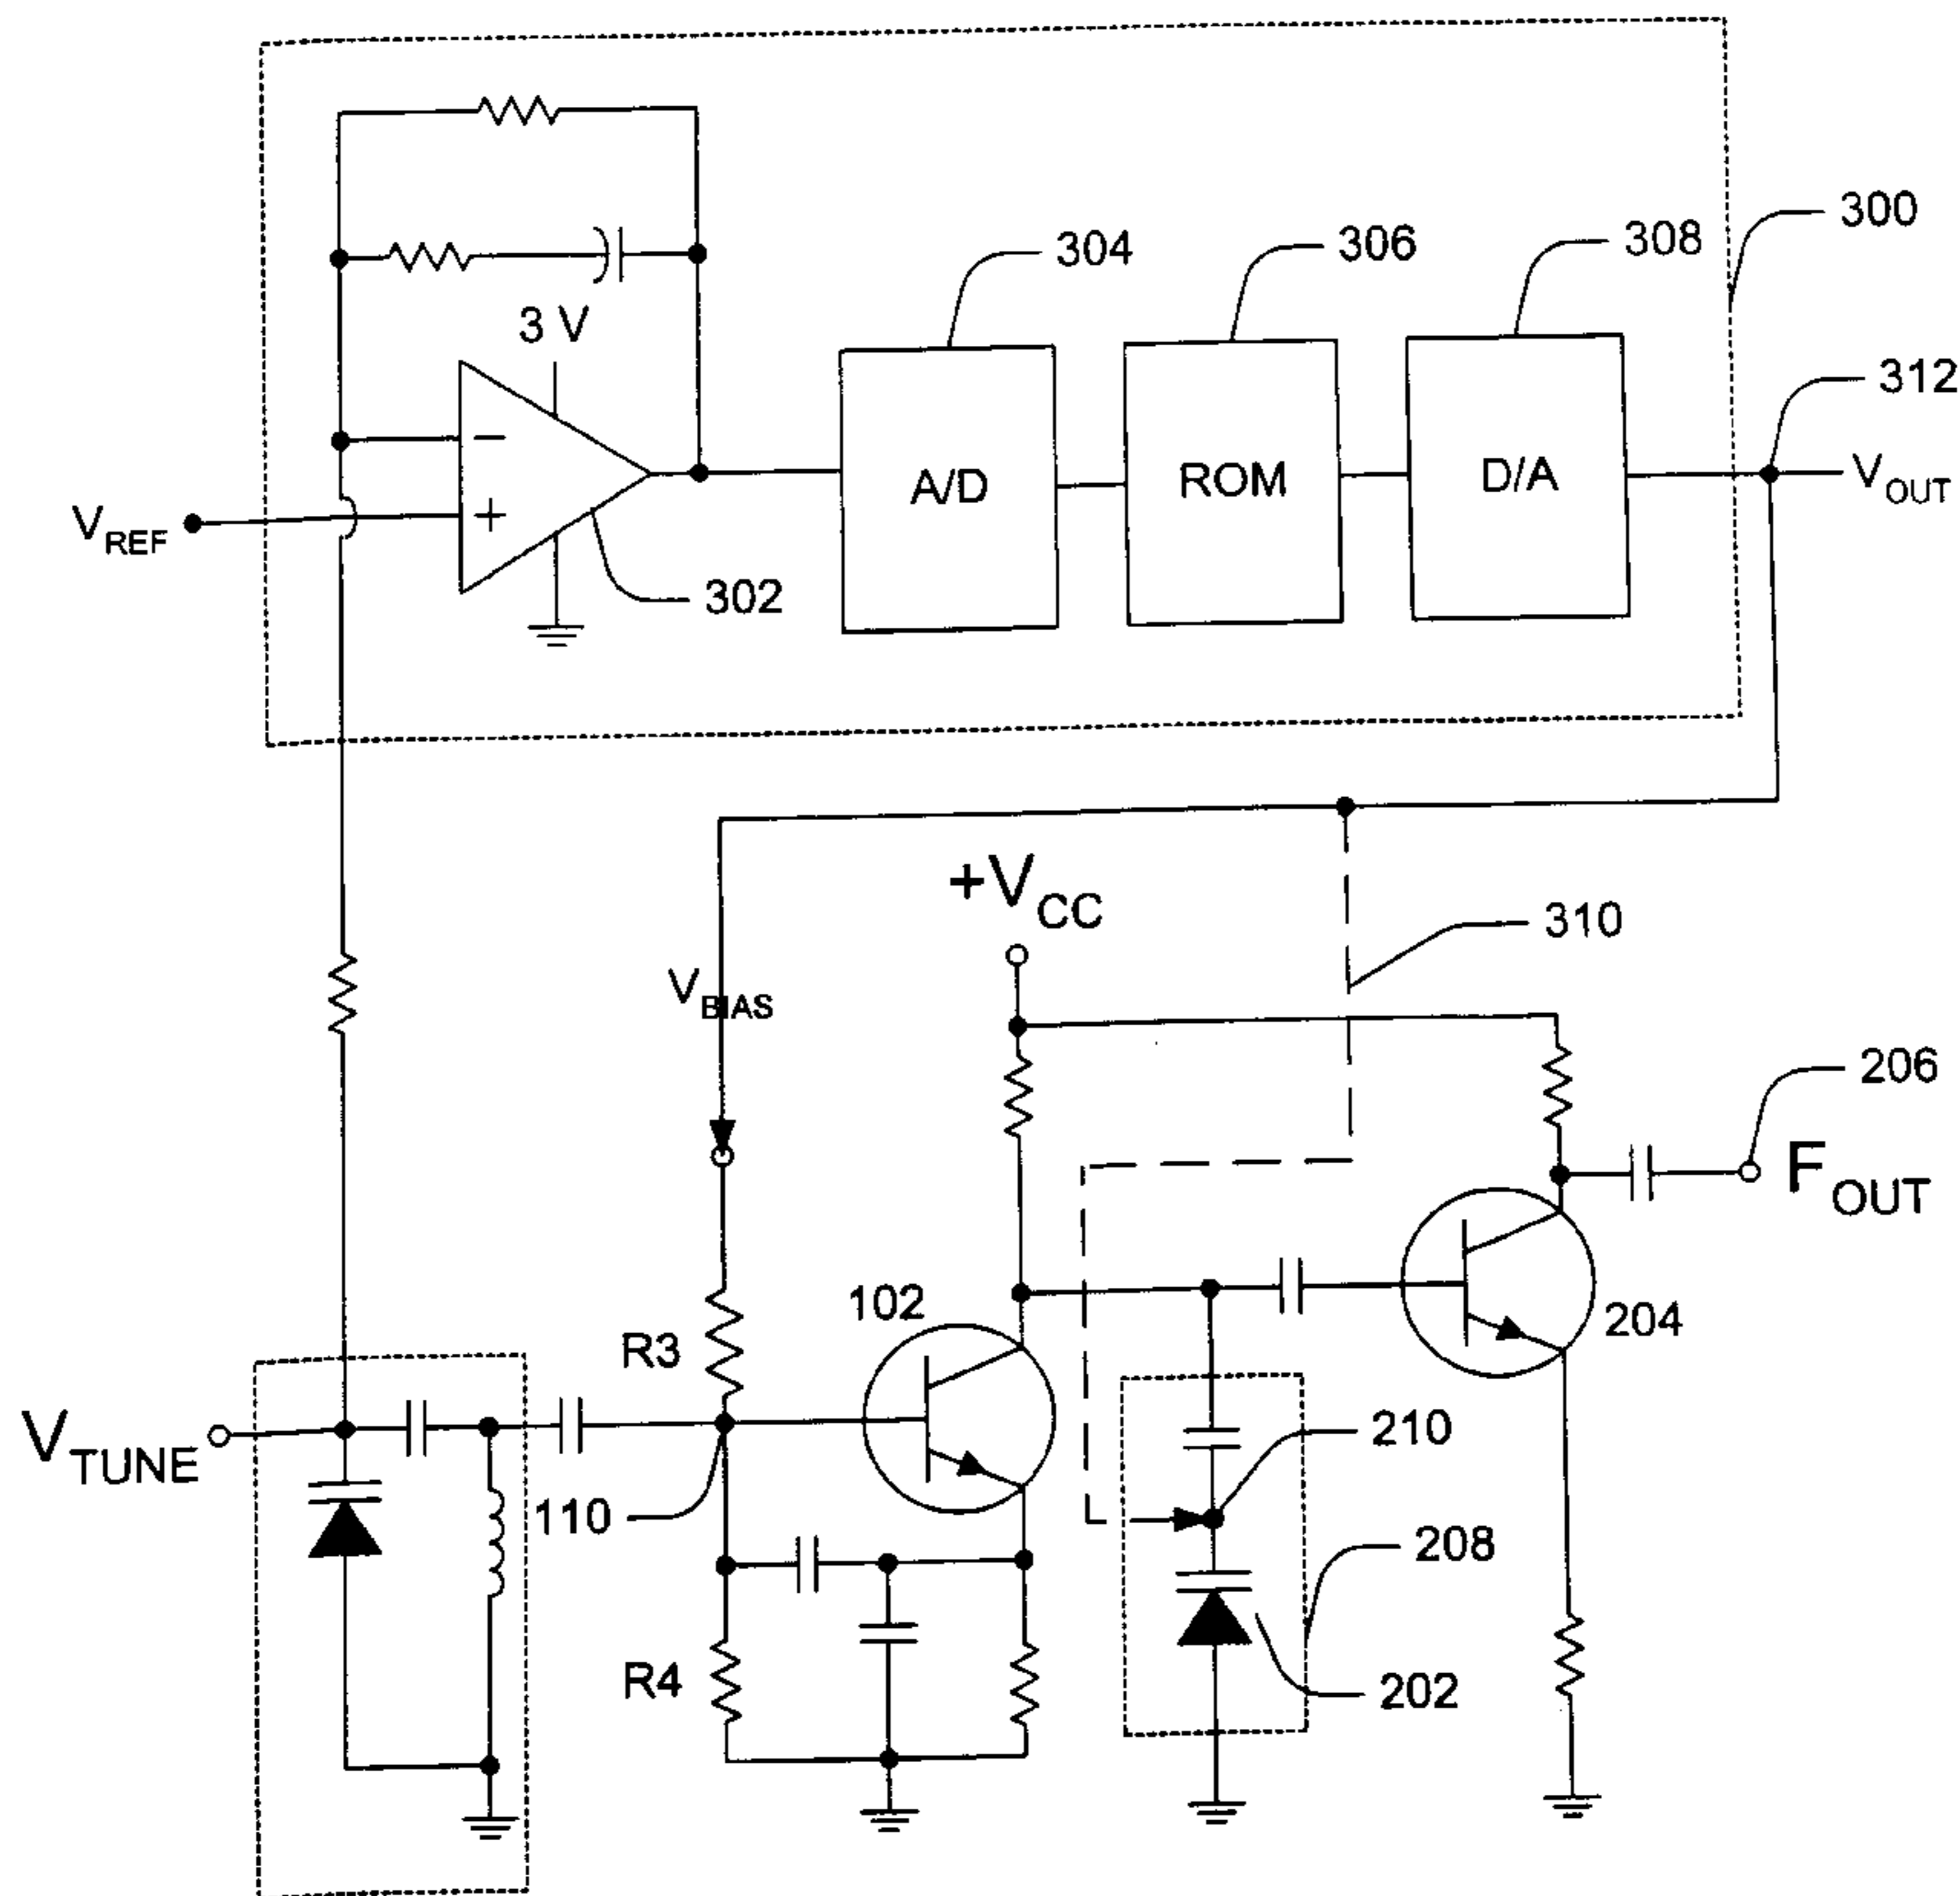 300
304
306
308
3 V
312
−
A/D
ROM
D/A
VOUT
+
VREF
302
+VCC
310
VBIAS
206
FOUT
102
204
R3
VTUNE
210
110
208
R4
202